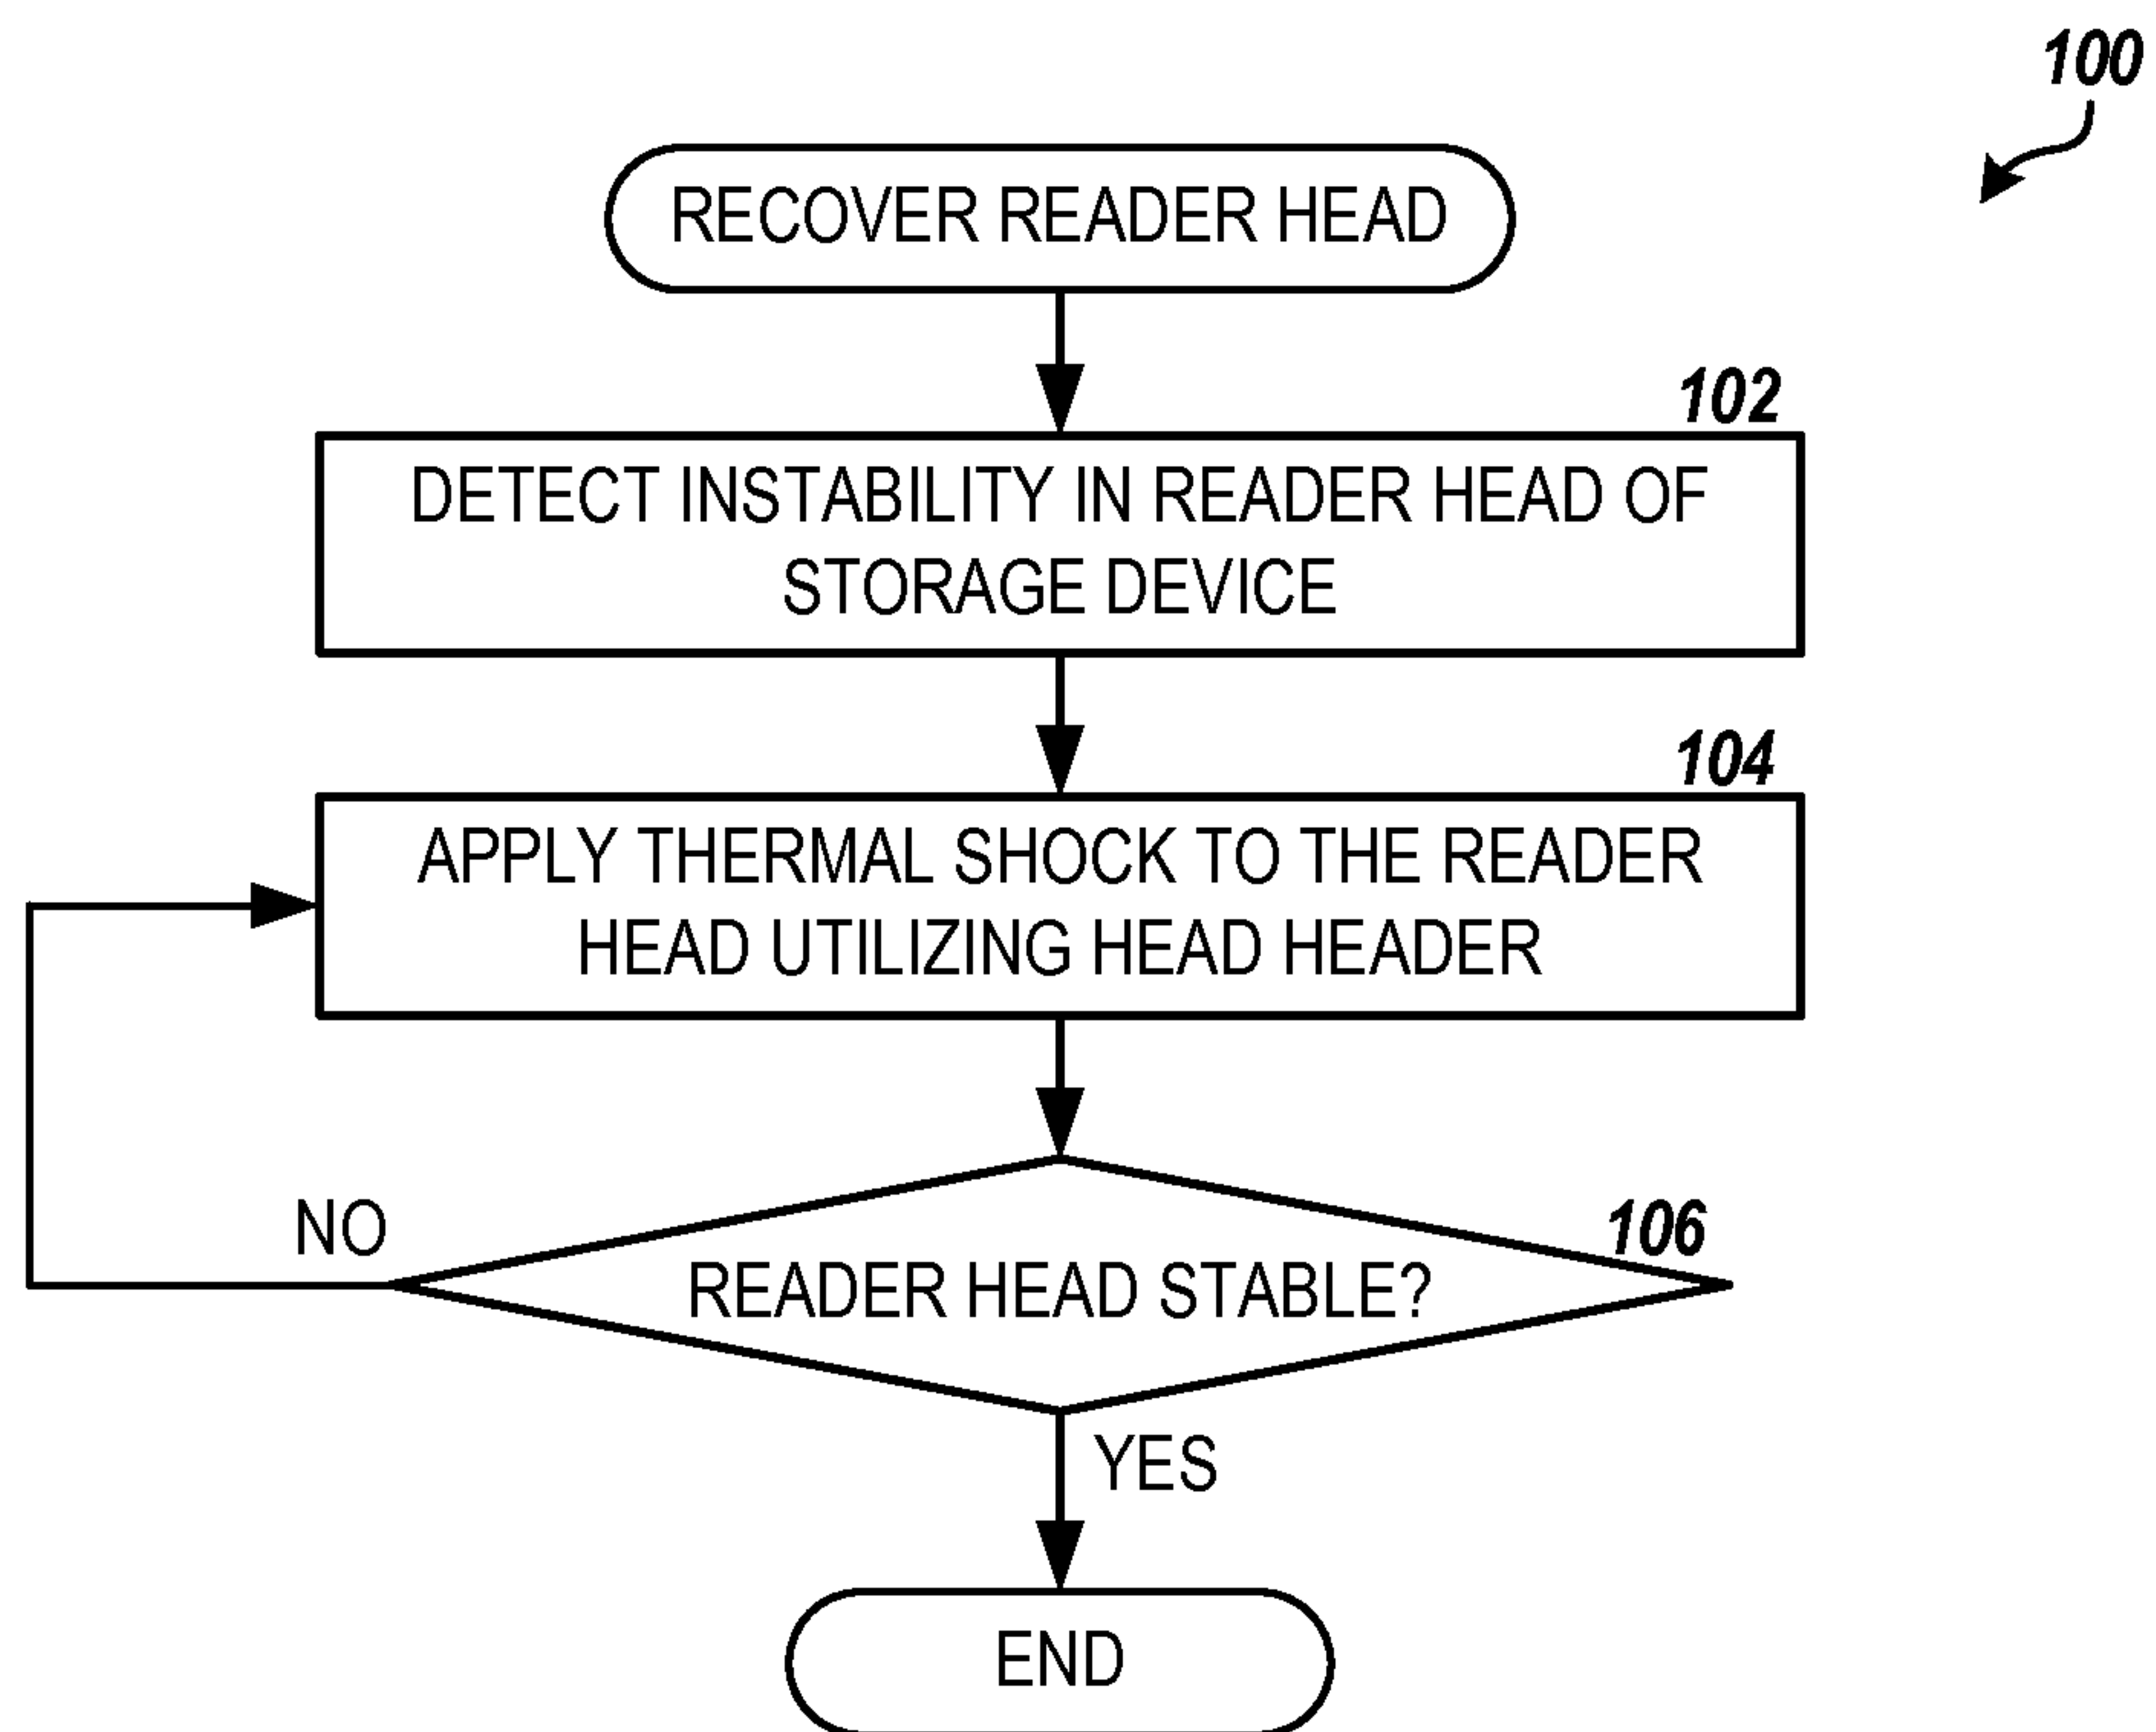 100
RECOVER READER HEAD
102
DETECT INSTABILITY IN READER HEAD OF
STORAGE DEVICE
104
APPLY THERMAL SHOCK TO THE READER
HEAD UTILIZING HEAD HEADER
NO
106
READER HEAD STABLE?
YES
END